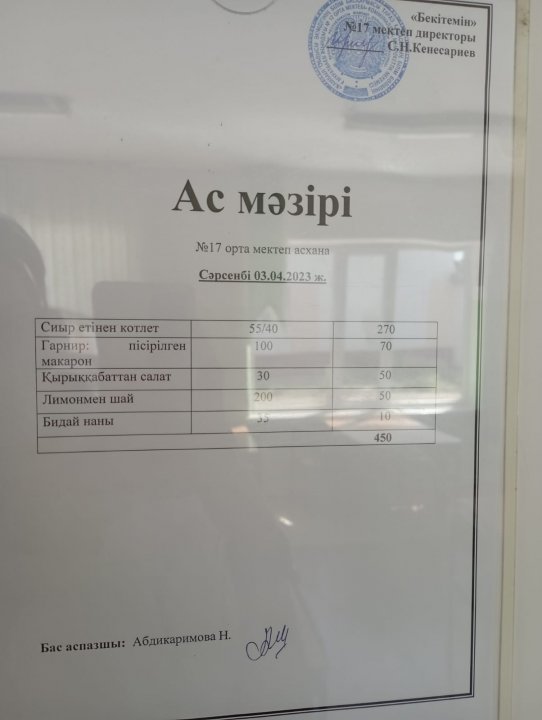 «Бекітемін»
№17 мектеп директоры
С.Н.Кенесариев
Ас мәзірі
№17 орта мектеп асхана
Сәрсенбі 03.04.2023 ж.
Сиыр етінен котлет 55/40 270
Гарнир: пісірілген 100 70
макарон
Қырыққабаттан салат 30 50
Лимонмен шай 200 50
Бидай наны 35 10
450
Бас аспазшы: Абдикаримова Н.